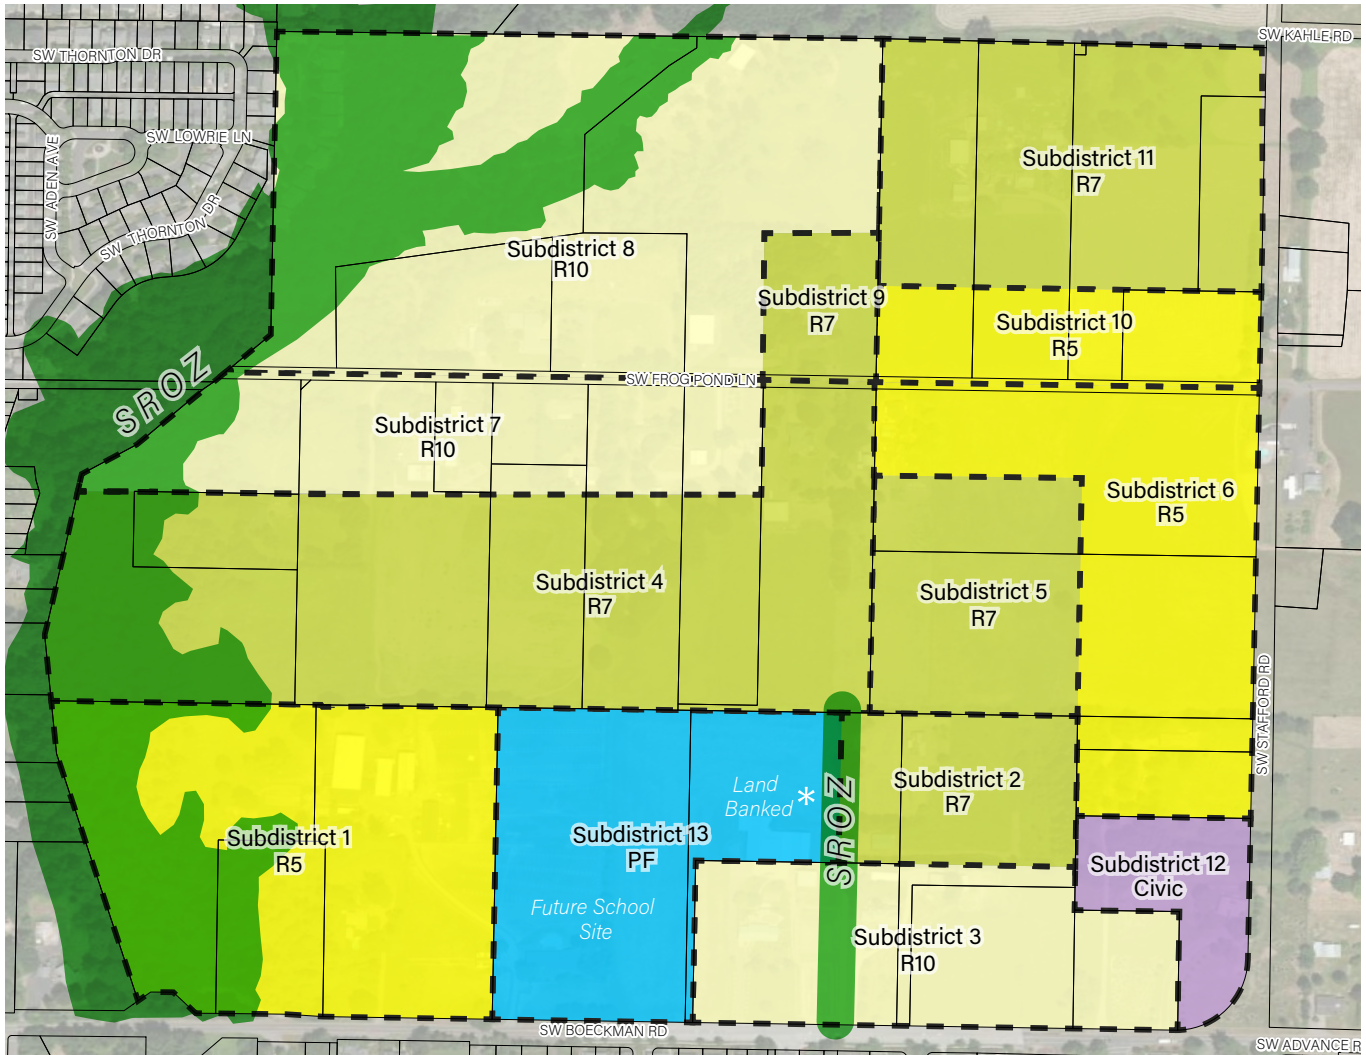 SW KAHLE RD
SW THORNTON DR
SW LOWRIE LN
SW ADEN AVE
SW THORNTON DR
Subdistrict 11
R7
Subdistrict 8
R10
Subdistrict 9
R7
Subdistrict 10
R5
SROZ
SW FROG POND LN
Subdistrict 7
R10
Subdistrict 6
R5
Subdistrict 4
R7
Subdistrict 5
R7
SW STAFFORD RD
Land
Banked *
SROZ
Subdistrict 2
R7
Subdistrict 1
R5
Subdistrict 13
PF
Subdistrict 12
Civic
Future School
Site
Subdistrict 3
R10
SW BOECKMAN RD
SW ADVANCE R